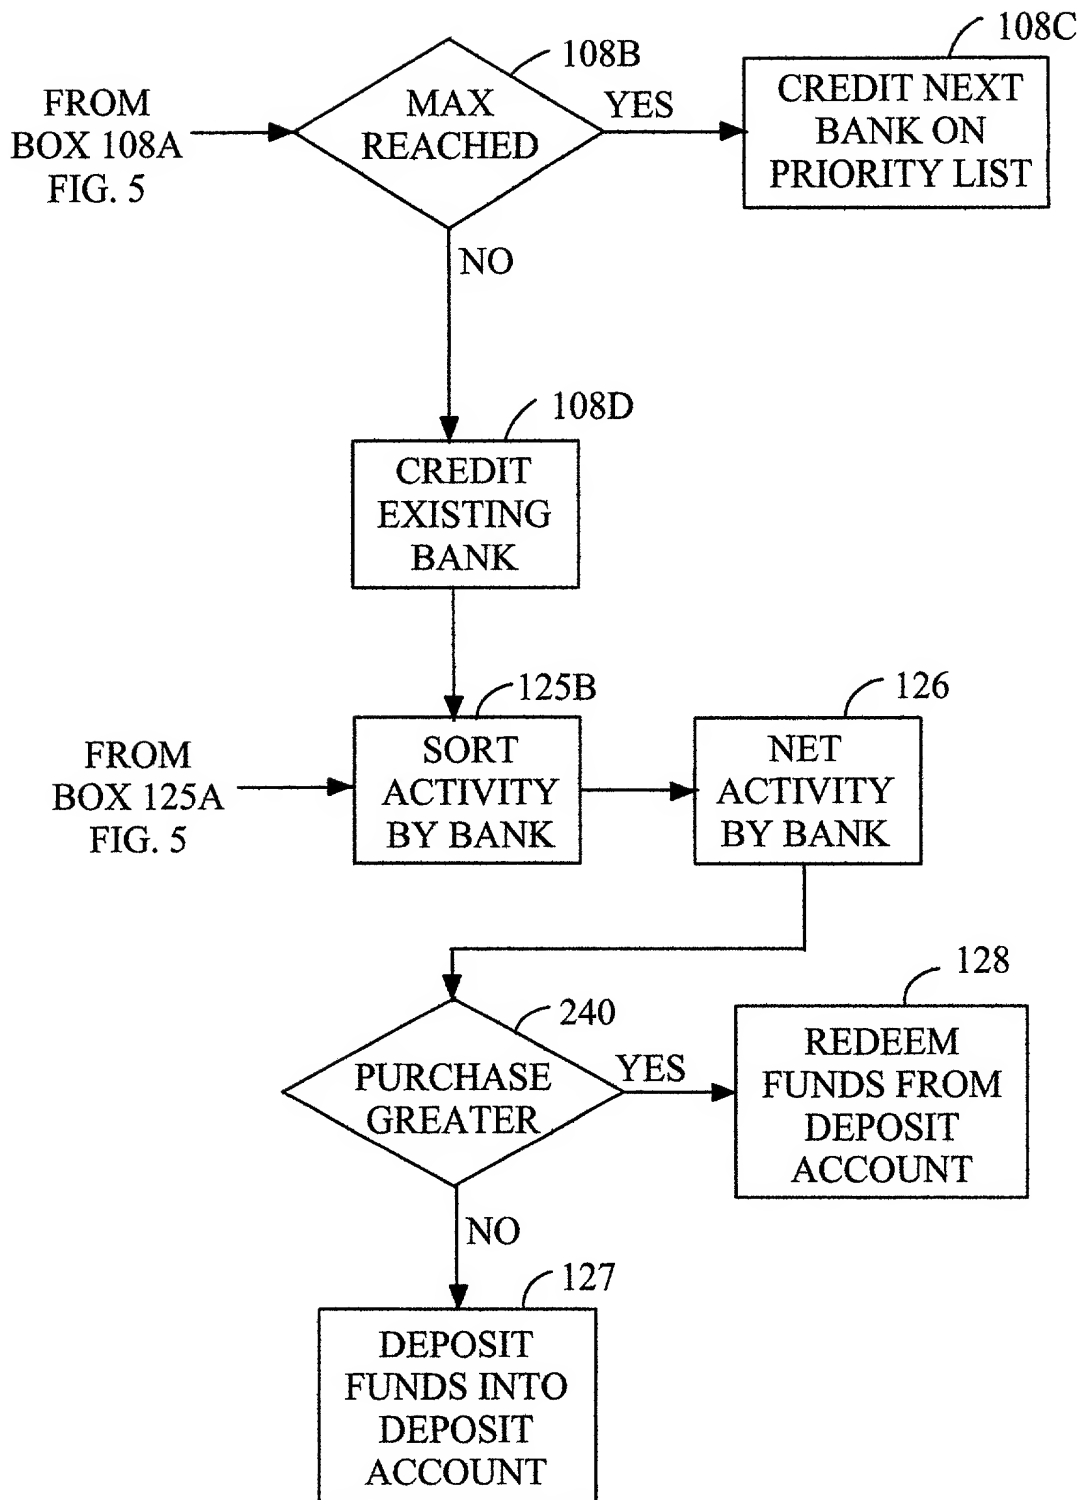 108B
108C
FROM
BOX 108A
FIG. 5
MAX
REACHED
YES
CREDIT NEXT
BANK ON
PRIORITY LIST
NO
108D
CREDIT
EXISTING
BANK
125B
126
FROM
BOX 125A
FIG. 5
SORT
ACTIVITY
BY BANK
NET
ACTIVITY
BY BANK
240
128
PURCHASE
GREATER
YES
REDEEM
FUNDS FROM
DEPOSIT
ACCOUNT
NO
127
DEPOSIT
FUNDS INTO
DEPOSIT
ACCOUNT